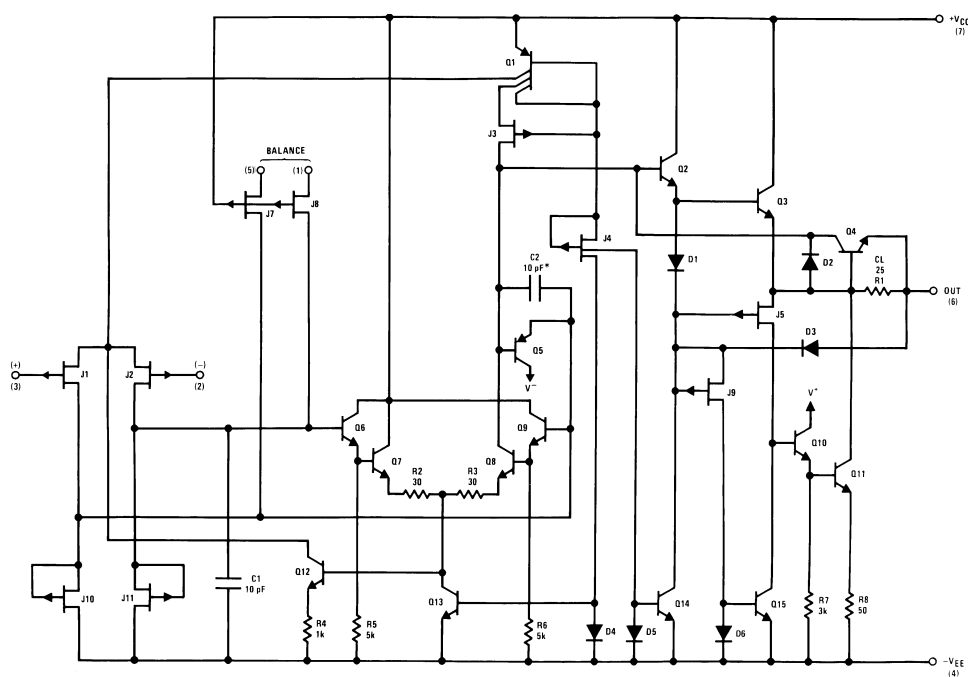 +VCC
(7)
Q1
J3
BALANCE
(5)
(1)
J7
J8
Q2
Q3
Q4
J4
C2
10 pF*
D1
D2
CL
25
R1
OUT
(6)
J5
D3
(+)
(3)
J1
J2
(−)
(2)
Q5
V−
J9
V+
Q6
Q7
Q9
Q8
Q10
R2
30
R3
30
Q11
Q12
C1
10 pF
J10
J11
R4
1k
R5
5k
Q13
R6
5k
D4
D5
Q14
D6
Q15
R7
3k
R8
50
−VEE
(4)